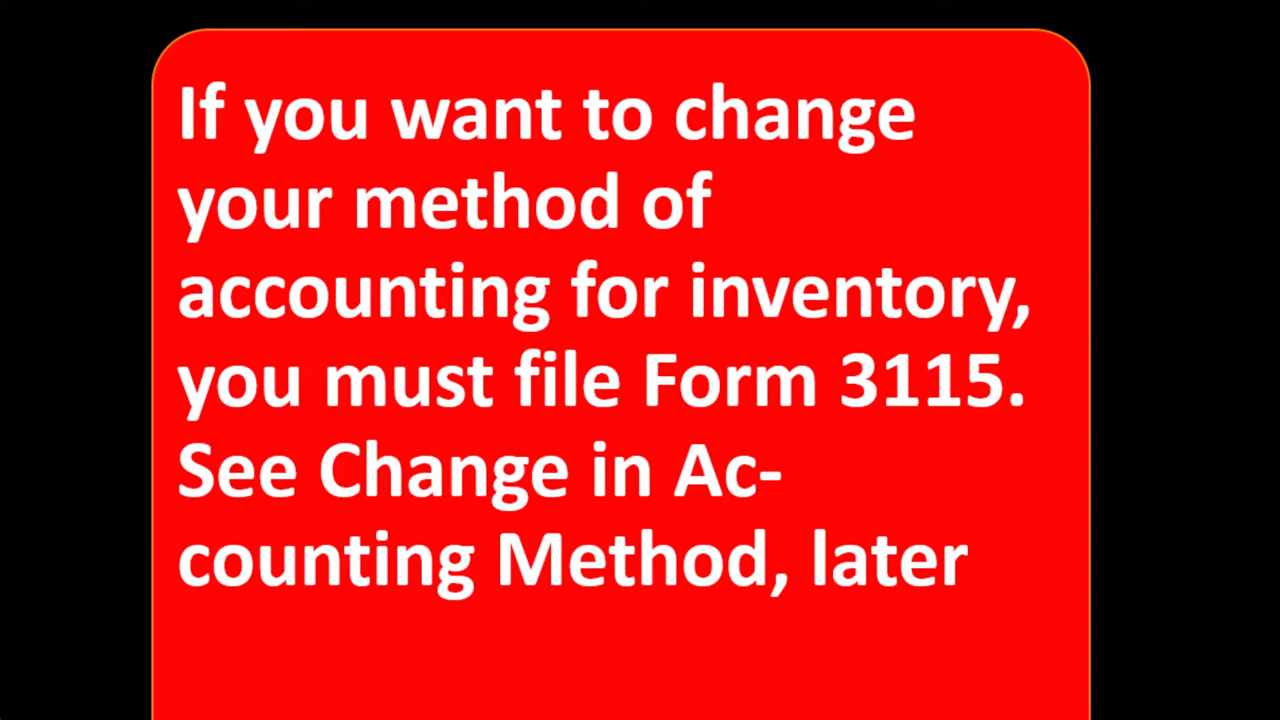 If you want to change
your method of
accounting for inventory,
you must file Form 3115.
See Change in Ac-
counting Method, later